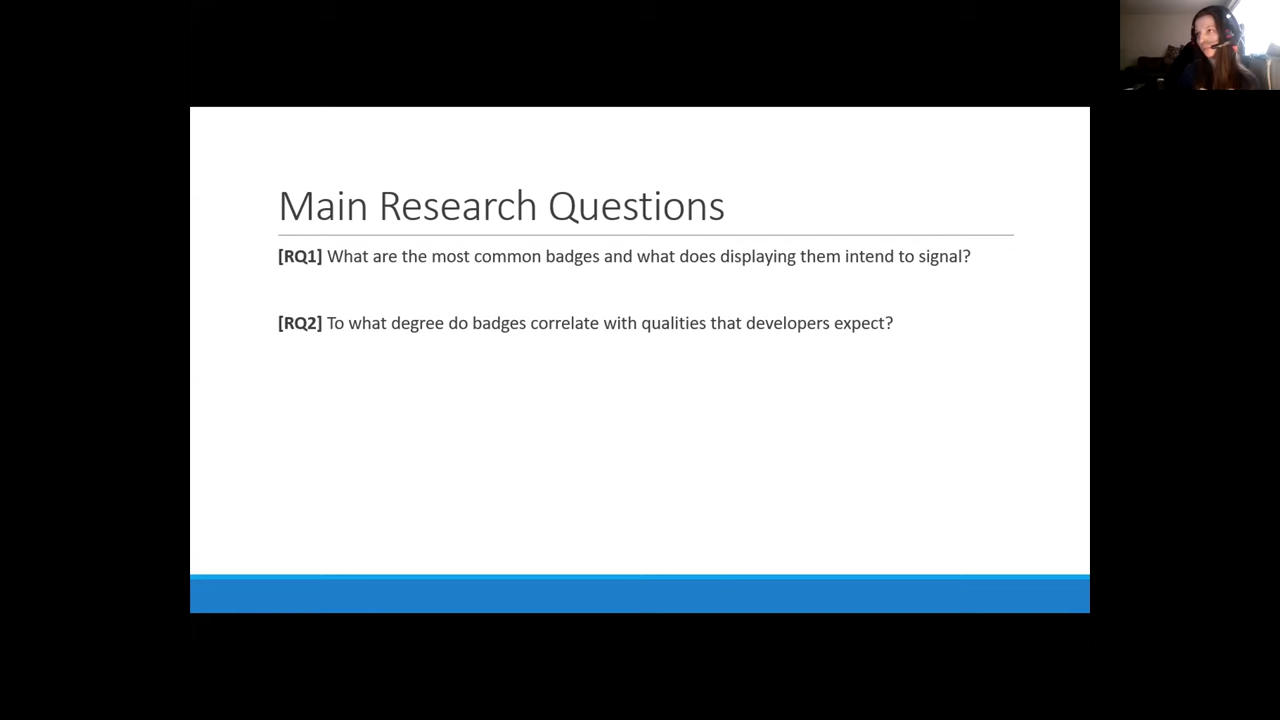 Main Research Questions
[RQ1] What are the most common badges and what does displaying them intend to signal?
[RQ2] To what degree do badges correlate with qualities that developers expect?